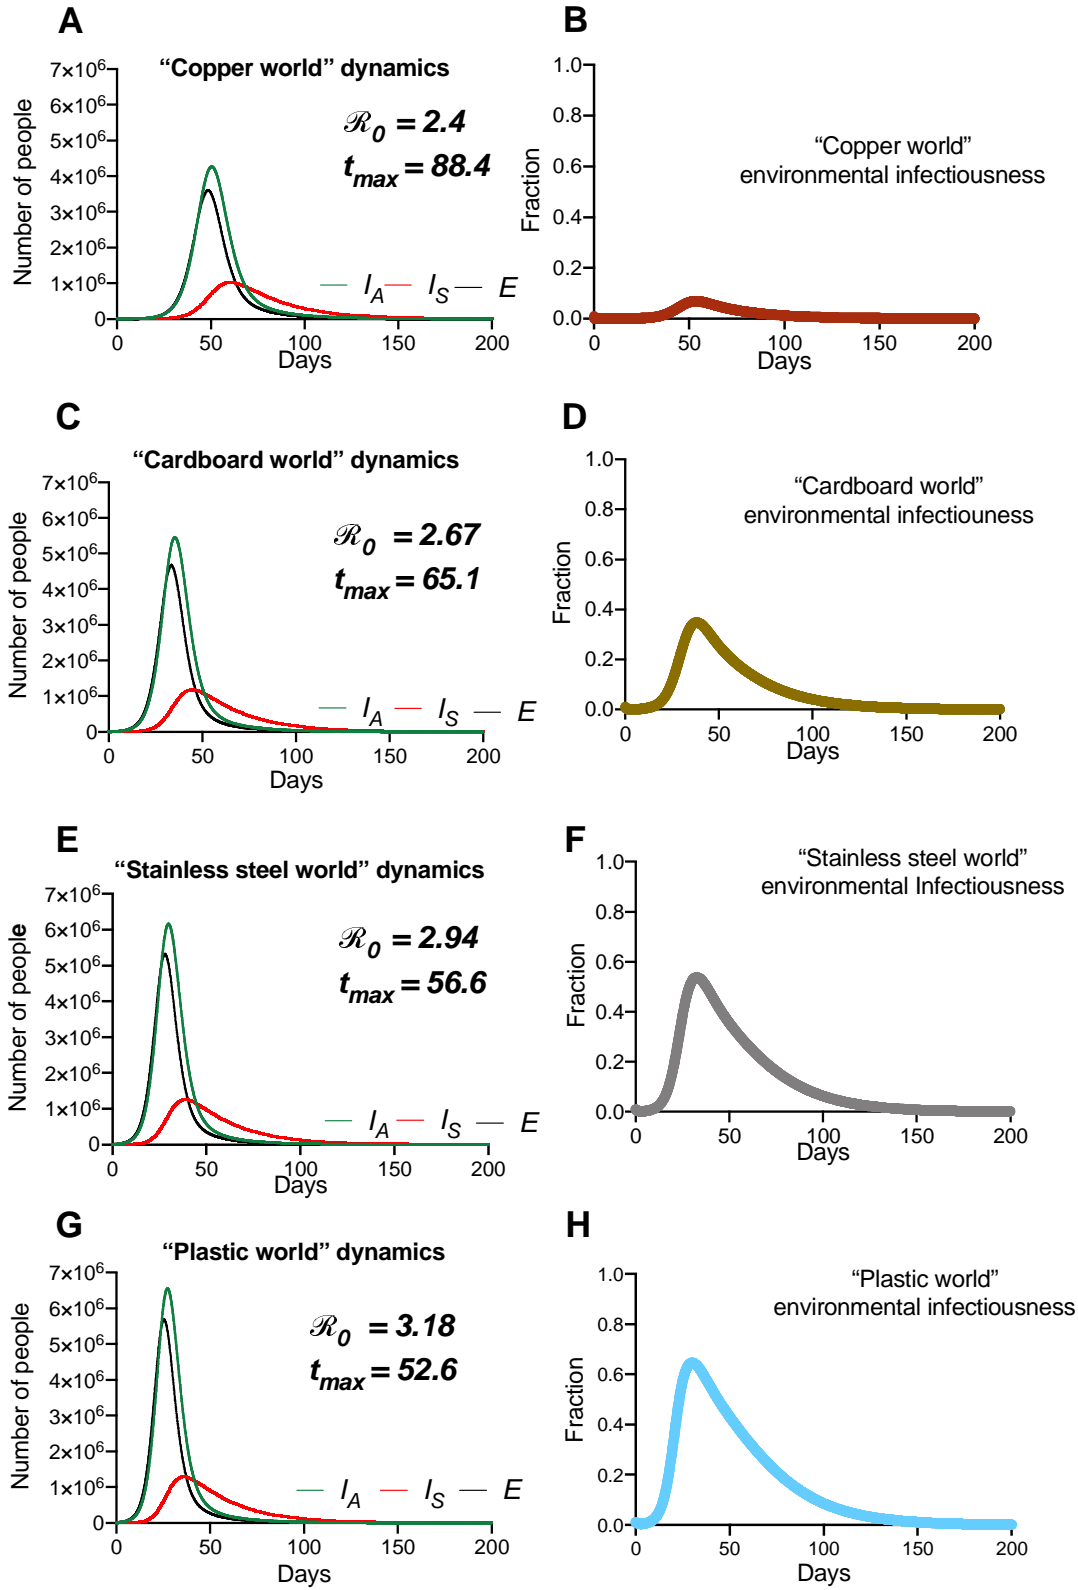 A
“Copper world” dynamics
ℛ0 = 2.4
tmax = 88.4
Number of people
7×10⁶
6×10⁶
5×10⁶
4×10⁶
3×10⁶
2×10⁶
1×10⁶
0
IA IS E
0 50 100 150 200
Days
B
“Copper world”
environmental infectiousness
Fraction
1.0
0.8
0.6
0.4
0.2
0.0
0 50 100 150 200
Days
C
“Cardboard world” dynamics
ℛ0 = 2.67
tmax = 65.1
Number of people
7×10⁶
6×10⁶
5×10⁶
4×10⁶
3×10⁶
2×10⁶
1×10⁶
0
IA IS E
0 50 100 150 200
Days
D
“Cardboard world”
environmental infectiouness
Fraction
1.0
0.8
0.6
0.4
0.2
0.0
0 50 100 150 200
Days
E
“Stainless steel world” dynamics
ℛ0 = 2.94
tmax = 56.6
Number of people
7×10⁶
6×10⁶
5×10⁶
4×10⁶
3×10⁶
2×10⁶
1×10⁶
0
IA IS E
0 50 100 150 200
Days
F
“Stainless steel world”
environmental Infectiousness
Fraction
1.0
0.8
0.6
0.4
0.2
0.0
0 50 100 150 200
Days
G
“Plastic world” dynamics
ℛ0 = 3.18
tmax = 52.6
Number of people
7×10⁶
6×10⁶
5×10⁶
4×10⁶
3×10⁶
2×10⁶
1×10⁶
0
IA IS E
0 50 100 150 200
Days
H
“Plastic world”
environmental infectiousness
Fraction
1.0
0.8
0.6
0.4
0.2
0.0
0 50 100 150 200
Days